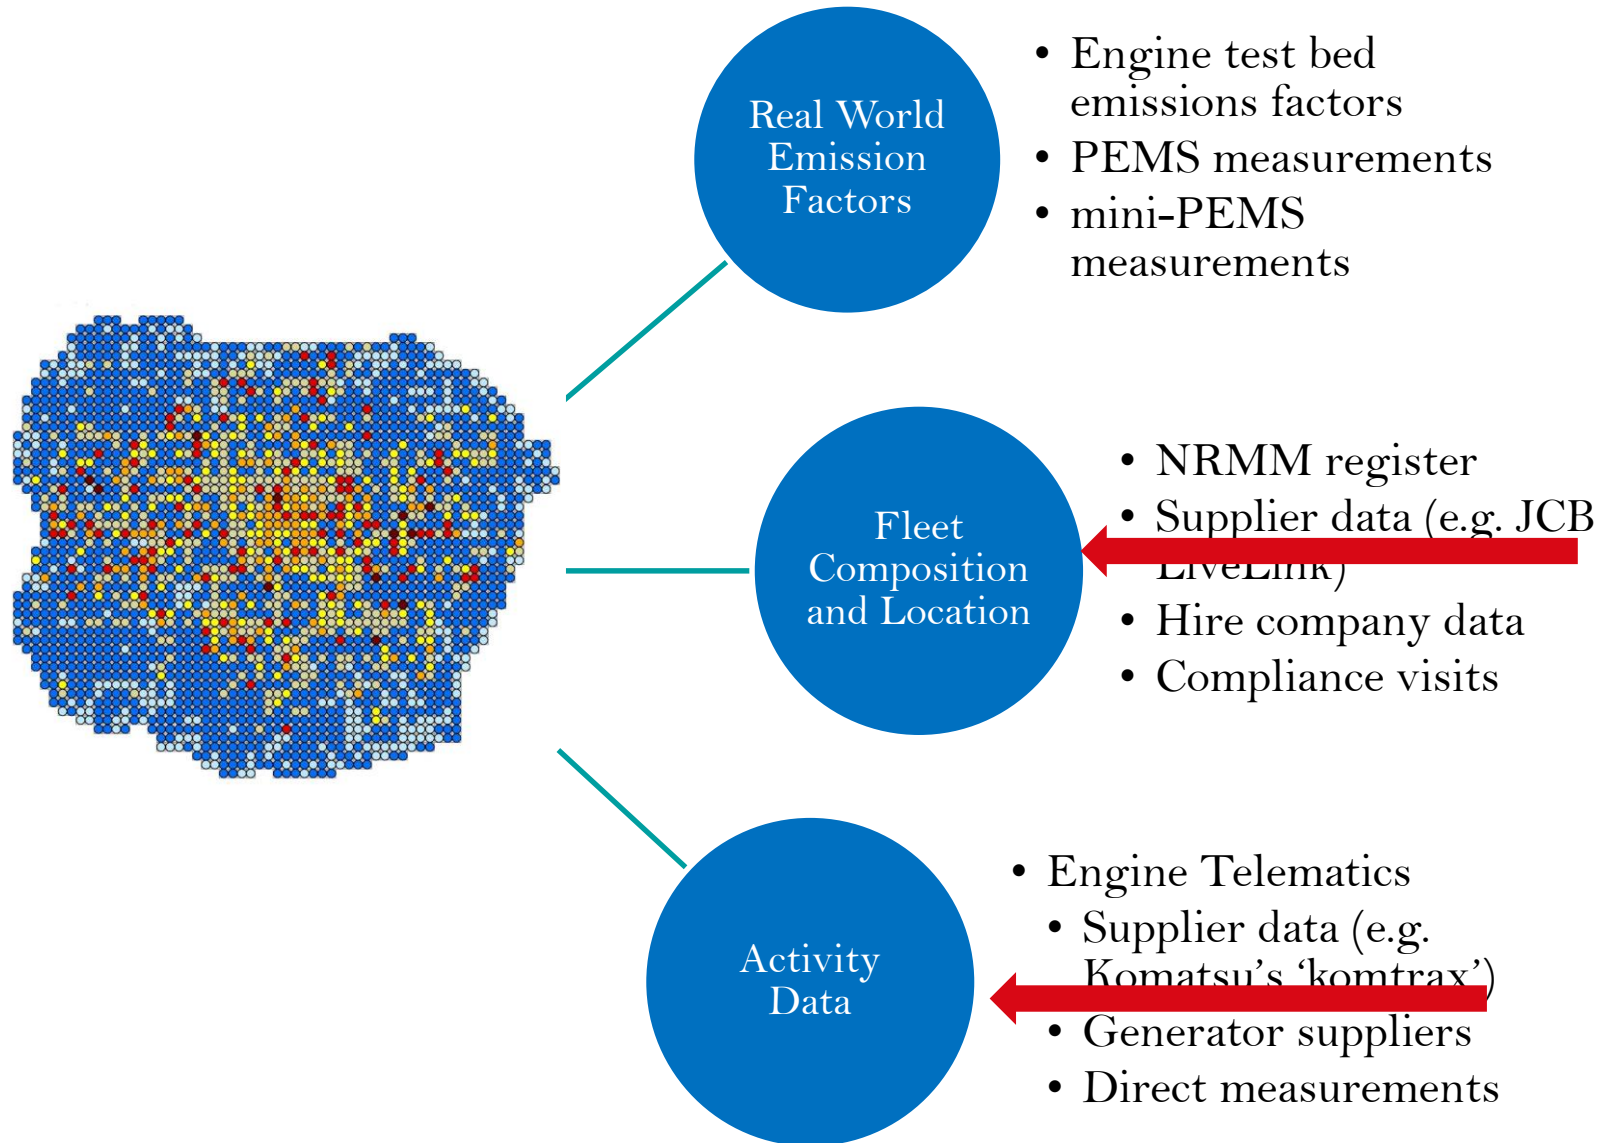 Real World
Emission
Factors
• Engine test bed
emissions factors
• PEMS measurements
• mini-PEMS
measurements
Fleet
Composition
and Location
• NRMM register
• Supplier data (e.g. JCB
LiveLink)
• Hire company data
• Compliance visits
Activity
Data
• Engine Telematics
• Supplier data (e.g.
Komatsu's ‘komtrax’)
• Generator suppliers
• Direct measurements